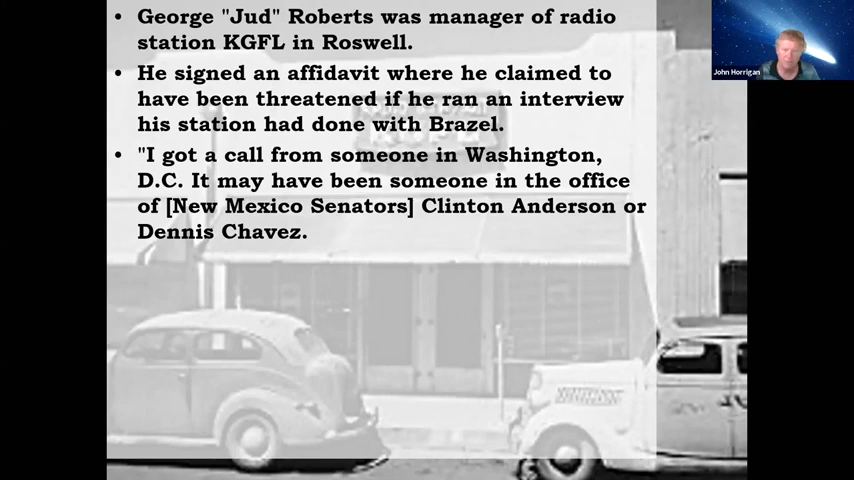 • George "Jud" Roberts was manager of radio
station KGFL in Roswell.
• He signed an affidavit where he claimed to
have been threatened if he ran an interview
his station had done with Brazel.
• "I got a call from someone in Washington,
D.C. It may have been someone in the office
of [New Mexico Senators] Clinton Anderson or
Dennis Chavez.
John Horrigan